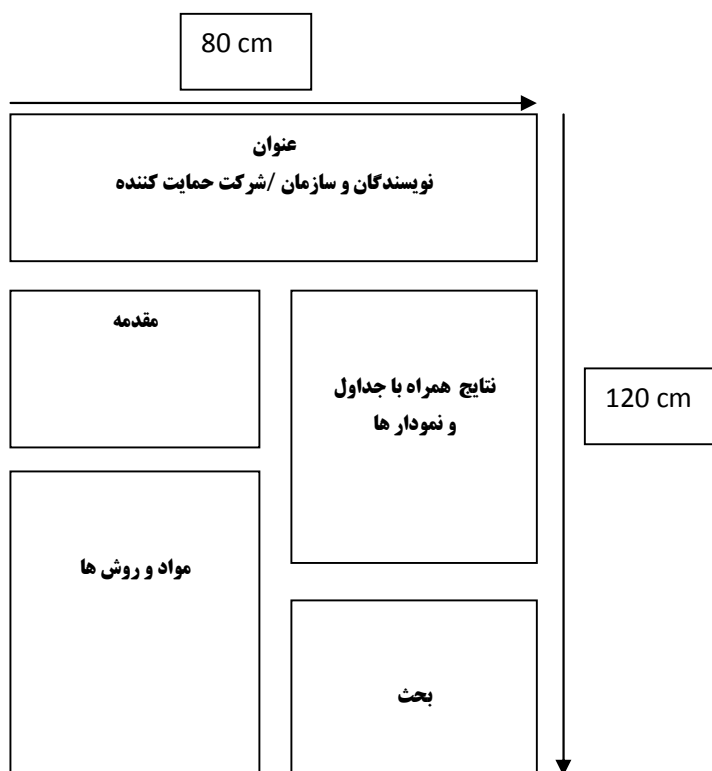 80 cm
عنوان
نویسندگان و سازمان /شرکت حمایت کننده
مقدمه
نتایج همراه با جداول
و نمودار ها
120 cm
مواد و روش ها
بحث